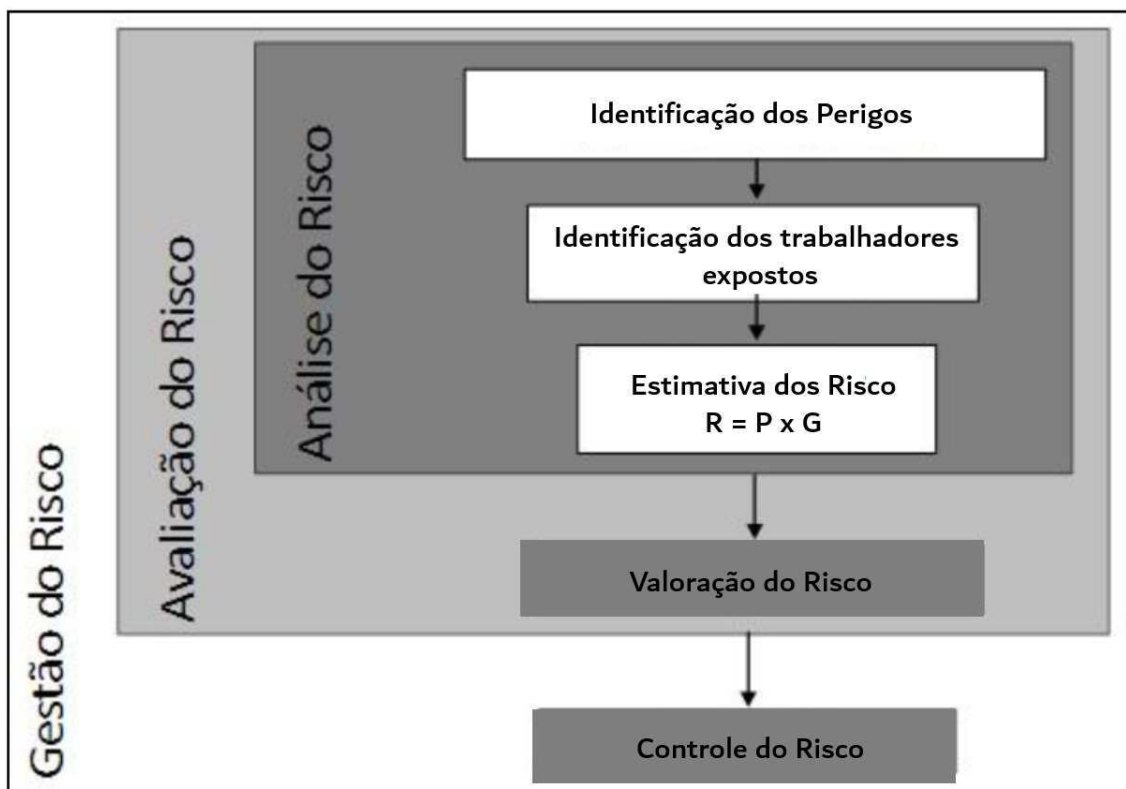 Identificação dos Perigos
Identificação dos trabalhadores
expostos
Estimativa dos Risco
R = P x G
Valoração do Risco
Controle do Risco
Análise do Risco
Avaliação do Risco
Gestão do Risco